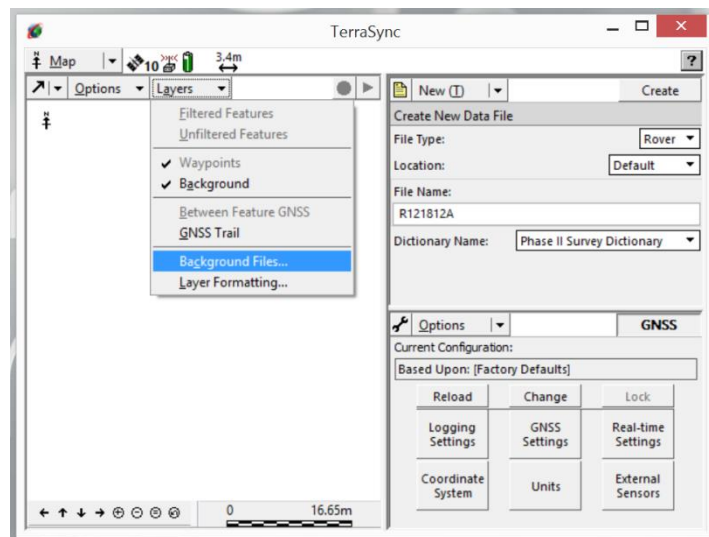 TerraSync
N
Map
10
3.4m
?
Options
Layers
N
Filtered Features
Unfiltered Features
Waypoints
Background
Between Feature GNSS
GNSS Trail
Background Files...
Layer Formatting...
0
16.65m
New (T)
Create
Create New Data File
File Type:
Rover
Location:
Default
File Name:
R121812A
Dictionary Name:
Phase II Survey Dictionary
Options
GNSS
Current Configuration:
Based Upon: [Factory Defaults]
Reload
Change
Lock
Logging
Settings
GNSS
Settings
Real-time
Settings
Coordinate
System
Units
External
Sensors